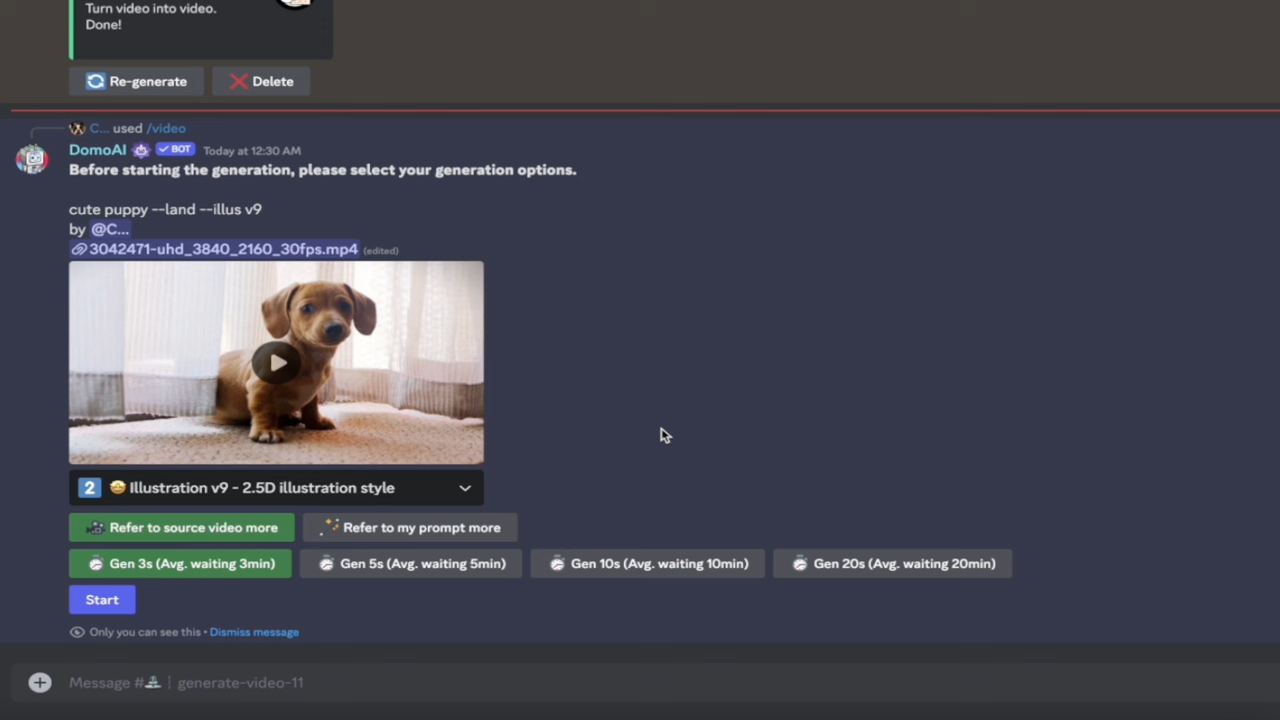 Turn video into video.
Done!
Re-generate
Delete
C... used /video
DomoAI BOT Today at 12:30 AM
Before starting the generation, please select your generation options.
cute puppy --land --illus v9
by @C...
3042471-uhd_3840_2160_30fps.mp4 (edited)
2 Illustration v9 - 2.5D illustration style
Refer to source video more
Refer to my prompt more
Gen 3s (Avg. waiting 3min)
Gen 5s (Avg. waiting 5min)
Gen 10s (Avg. waiting 10min)
Gen 20s (Avg. waiting 20min)
Start
Only you can see this • Dismiss message
Message # | generate-video-11